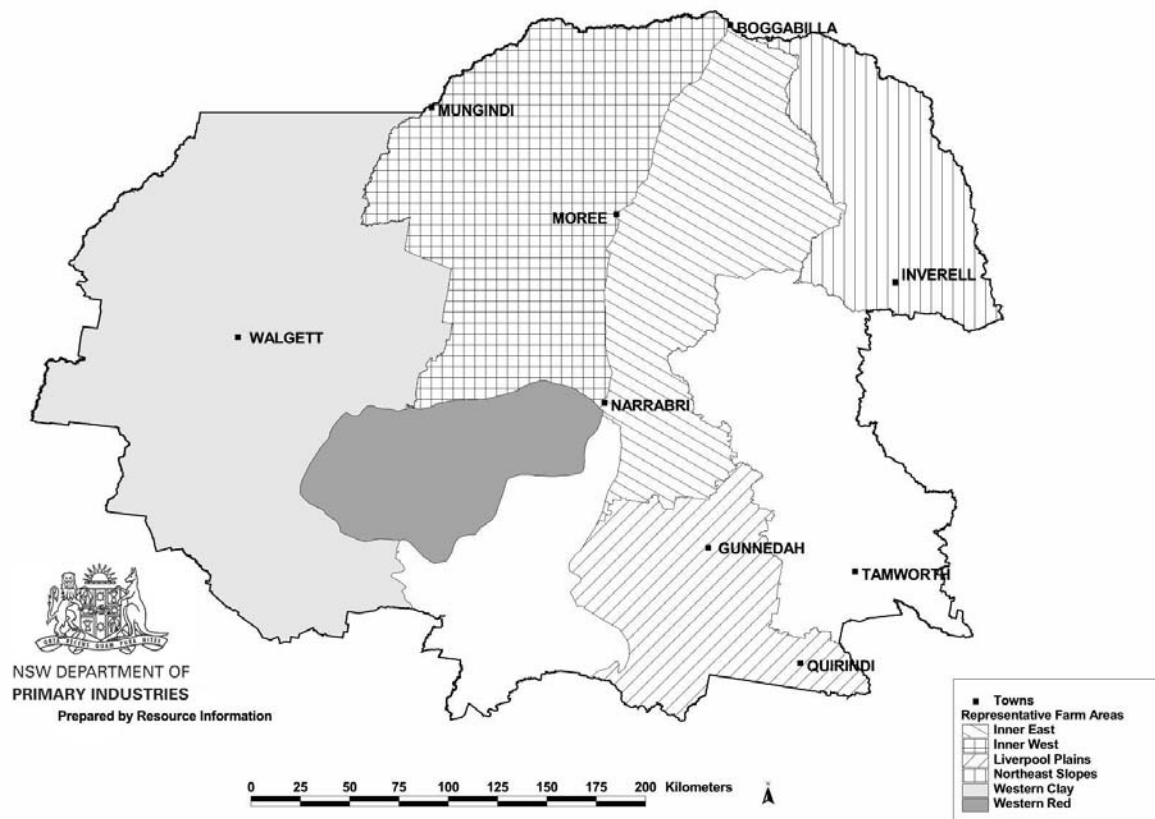 BOGGABILLA
MUNGINDI
MOREE
INVERELL
WALGETT
NARRABRI
GUNNEDAH
TAMWORTH
QUIRINDI
NSW DEPARTMENT OF
PRIMARY INDUSTRIES
Prepared by Resource Information
Towns
Representative Farm Areas
Inner East
Inner West
Liverpool Plains
Northeast Slopes
Western Clay
Western Red
0 25 50 75 100 125 150 175 200 Kilometers